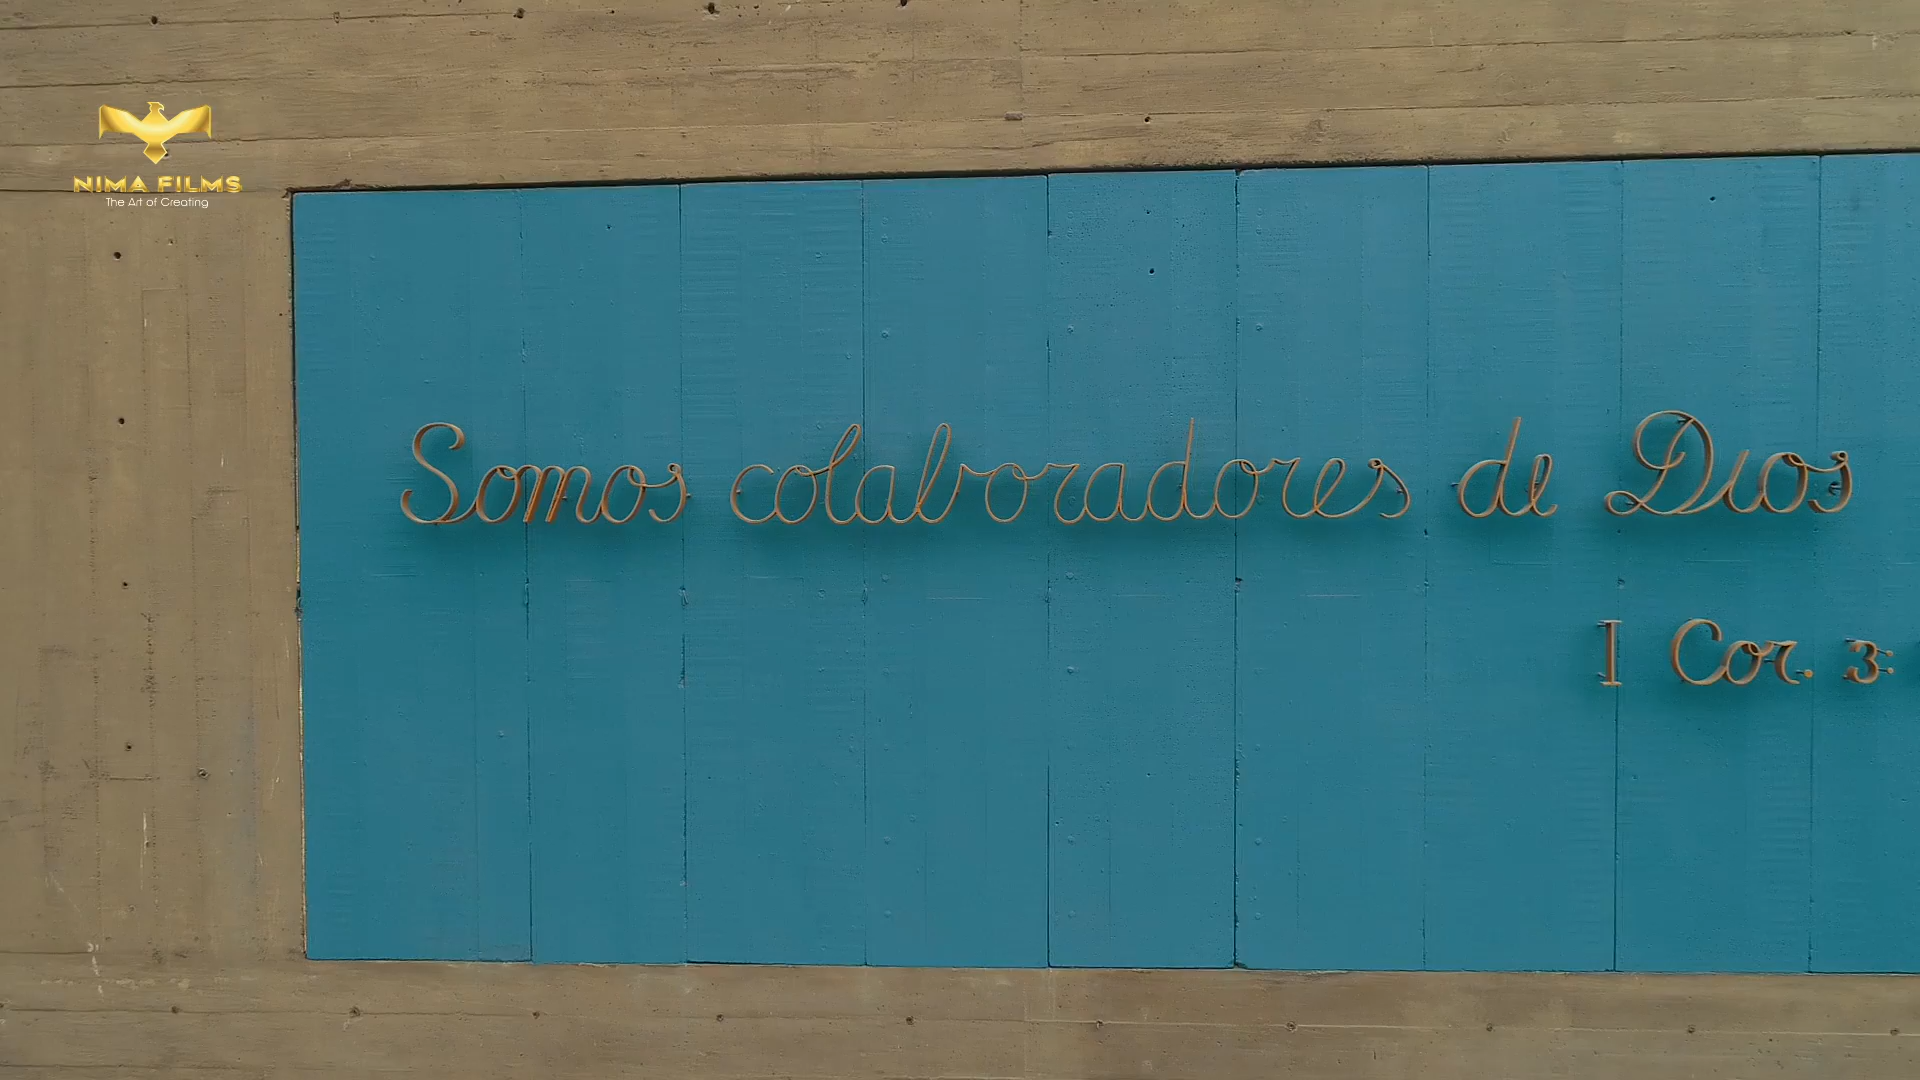 NIMA FILMS
The Art of Creating
Somos colaboradores de Dios
I Cor. 3: